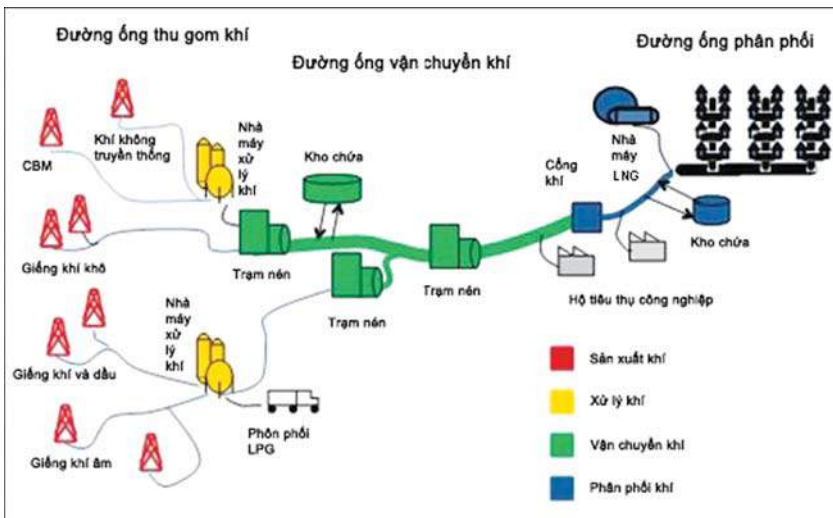 Đường ống thu gom khí
Đường ống vận chuyển khí
Đường ống phân phối
CBM
Khí không
truyền thống
Nhà
máy
xử
lý
khí
Kho chứa
Cổng
khí
Nhà
máy
LNG
Kho chứa
Giếng khí khô
Trạm nén
Trạm nén
Trạm nén
Hộ tiêu thụ công nghiệp
Nhà
máy
xử
lý
khí
Giếng khí và dầu
Giếng khí âm
Phôn phối
LPG
Sản xuất khí
Xử lý khí
Vận chuyển khí
Phân phối khí